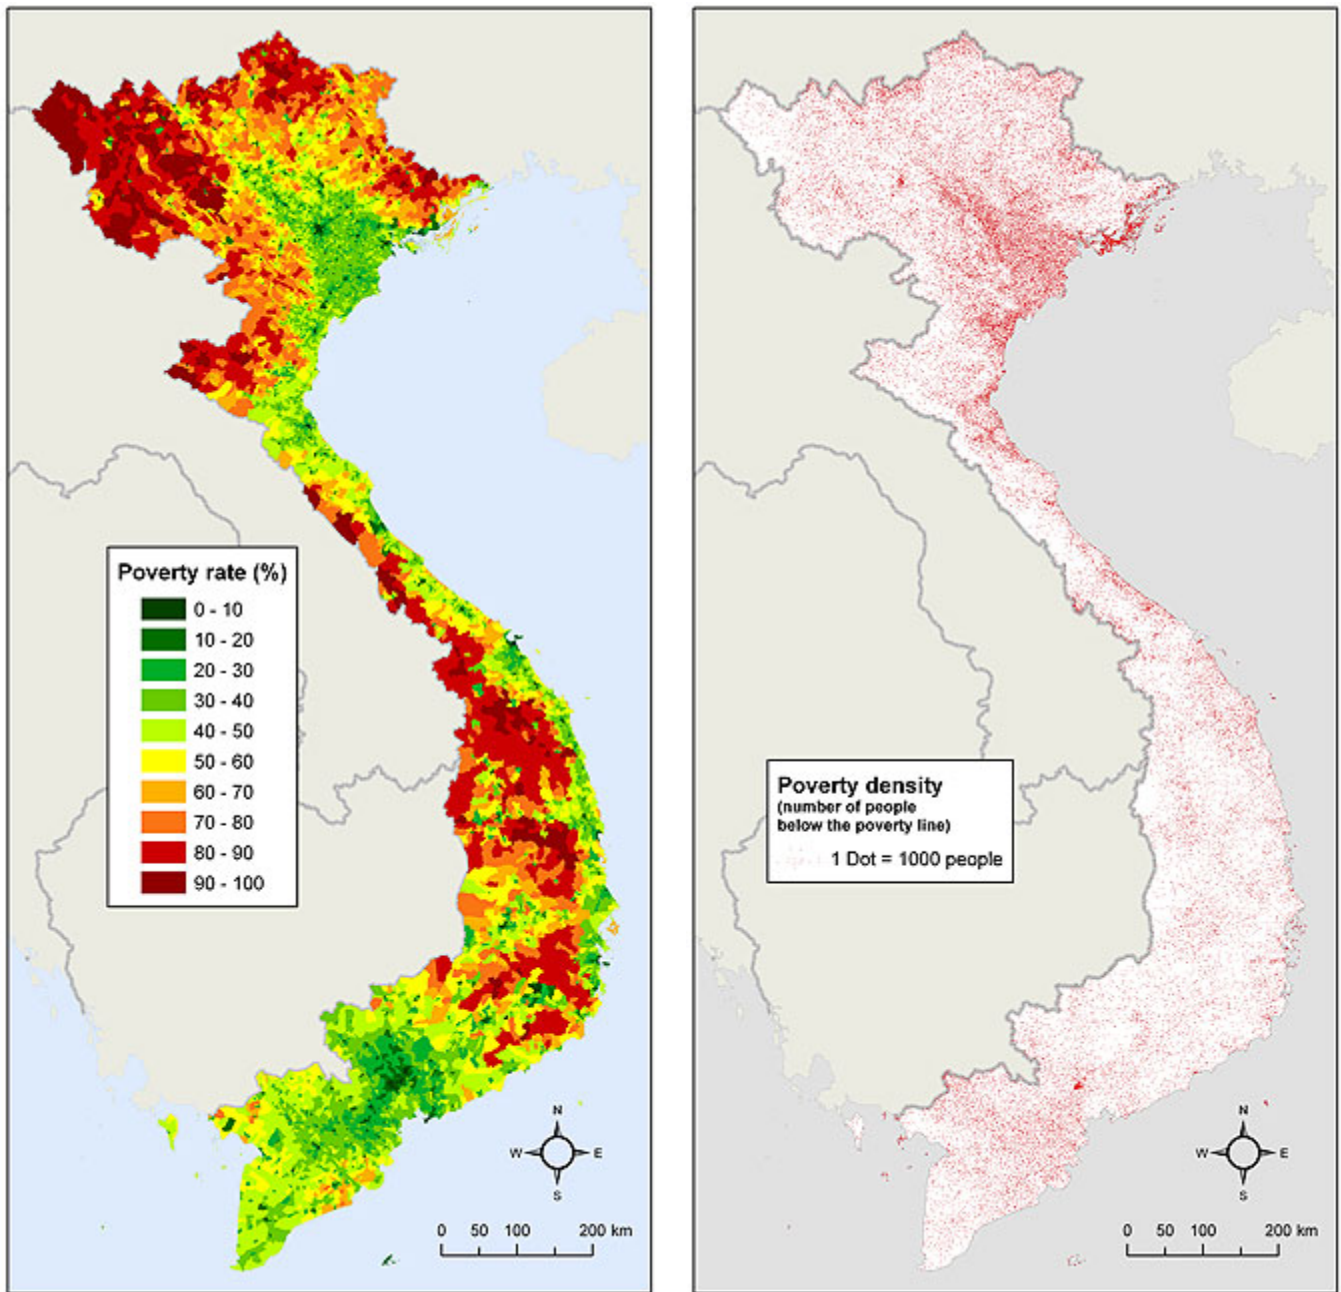 Poverty rate (%)
0 - 10
10 - 20
20 - 30
30 - 40
40 - 50
50 - 60
60 - 70
70 - 80
80 - 90
90 - 100
N
W E
S
0 50 100 200 km
Poverty density
(number of people
below the poverty line)
1 Dot = 1000 people
N
W E
S
0 50 100 200 km